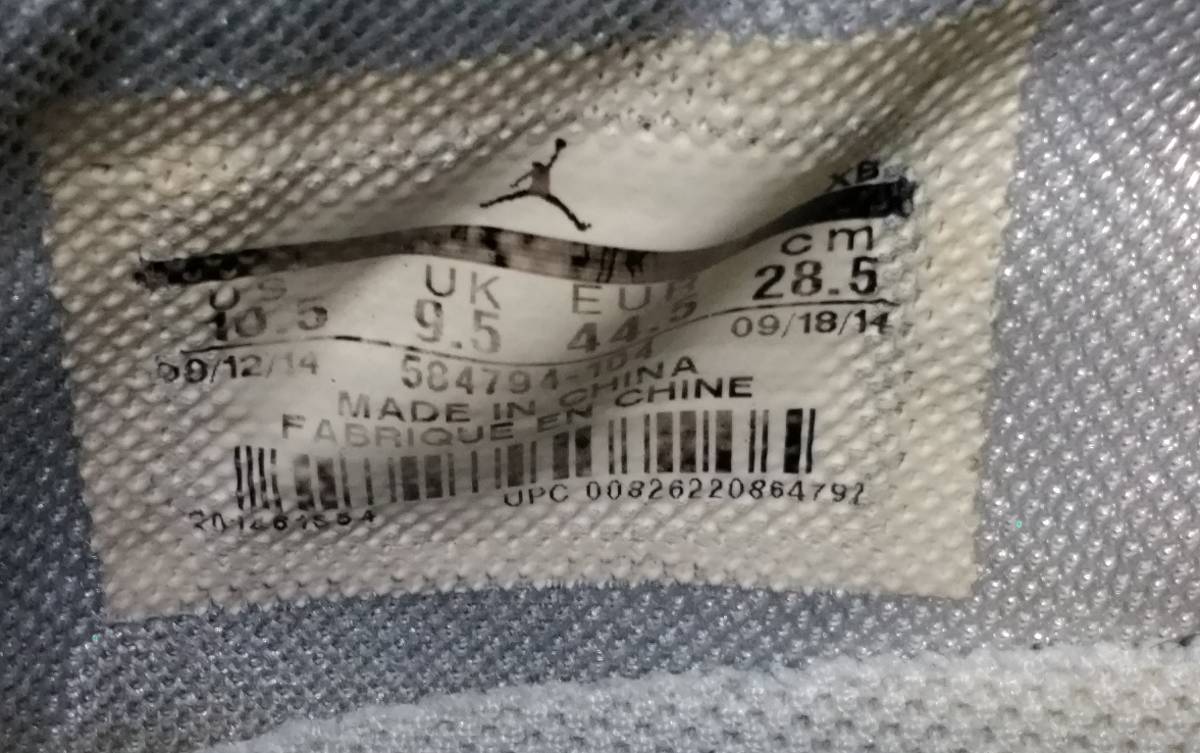 XB
US UK EUR cm
10.5 9.5 44.5 28.5
09/12/14 584794-104 09/18/14
MADE IN CHINA
FABRIQUE EN CHINE
UPC 00826220864792